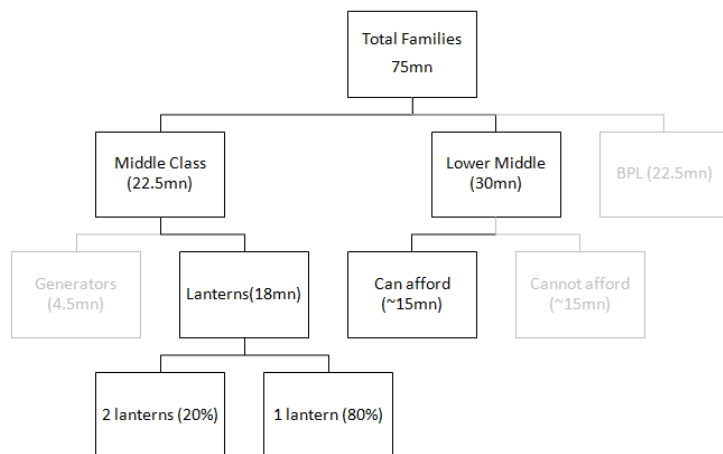 Total Families
75mn
Middle Class
(22.5mn)
Lower Middle
(30mn)
BPL (22.5mn)
Generators
(4.5mn)
Lanterns(18mn)
Can afford
(~15mn)
Cannot afford
(~15mn)
2 lanterns (20%)
1 lantern (80%)